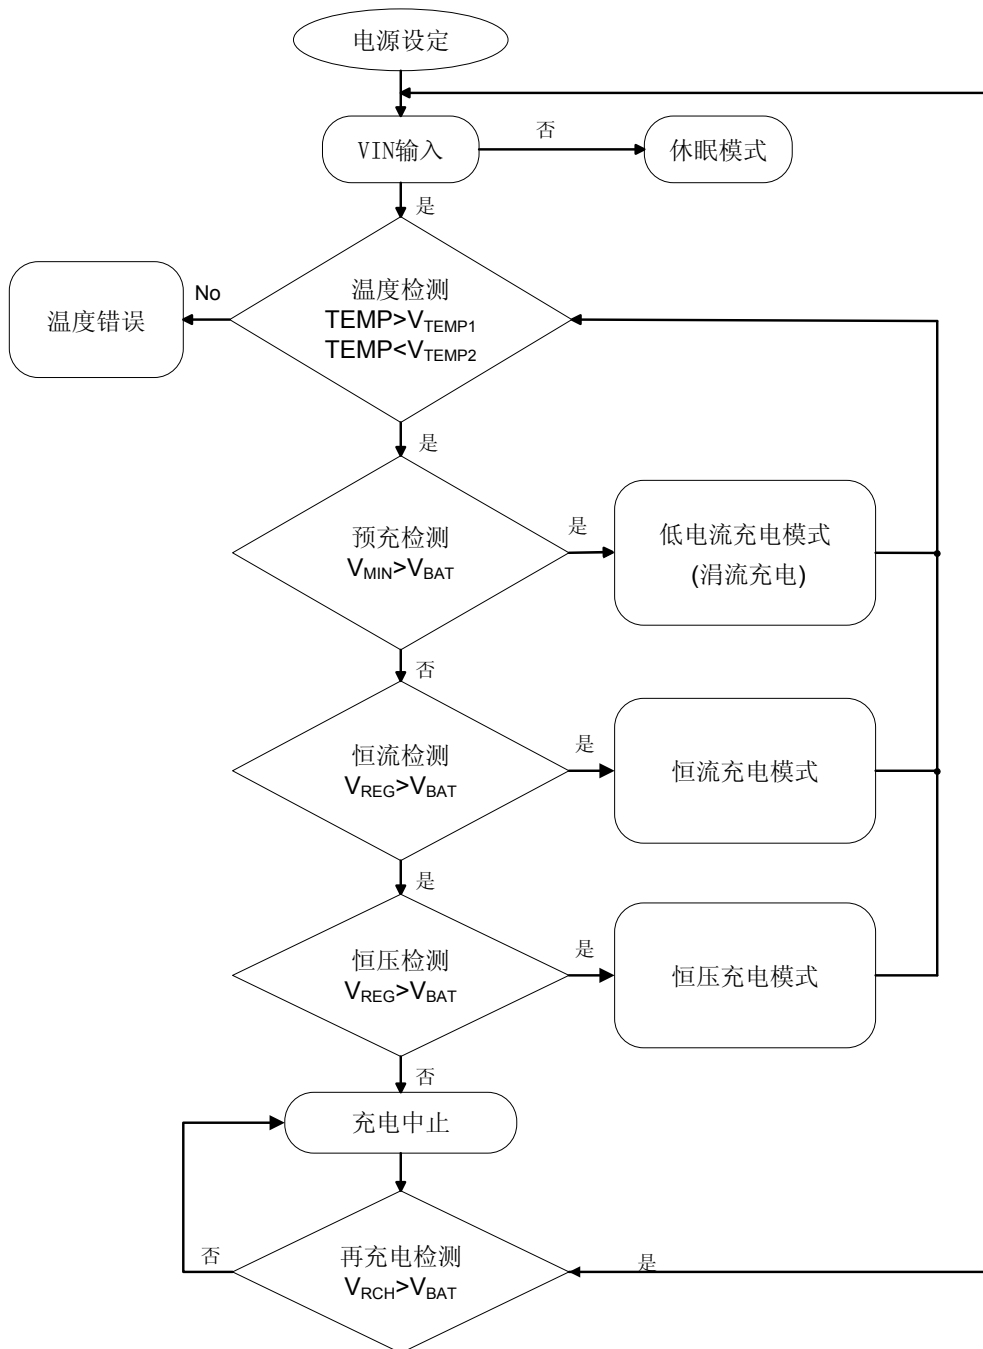 电源设定
VIN输入
否
休眠模式
是
温度检测
TEMP>VTEMP1
TEMP<VTEMP2
No
温度错误
是
预充检测
VMIN>VBAT
是
低电流充电模式
(涓流充电)
否
恒流检测
VREG>VBAT
是
恒流充电模式
是
恒压检测
VREG>VBAT
是
恒压充电模式
否
充电中止
再充电检测
VRCH>VBAT
否
是